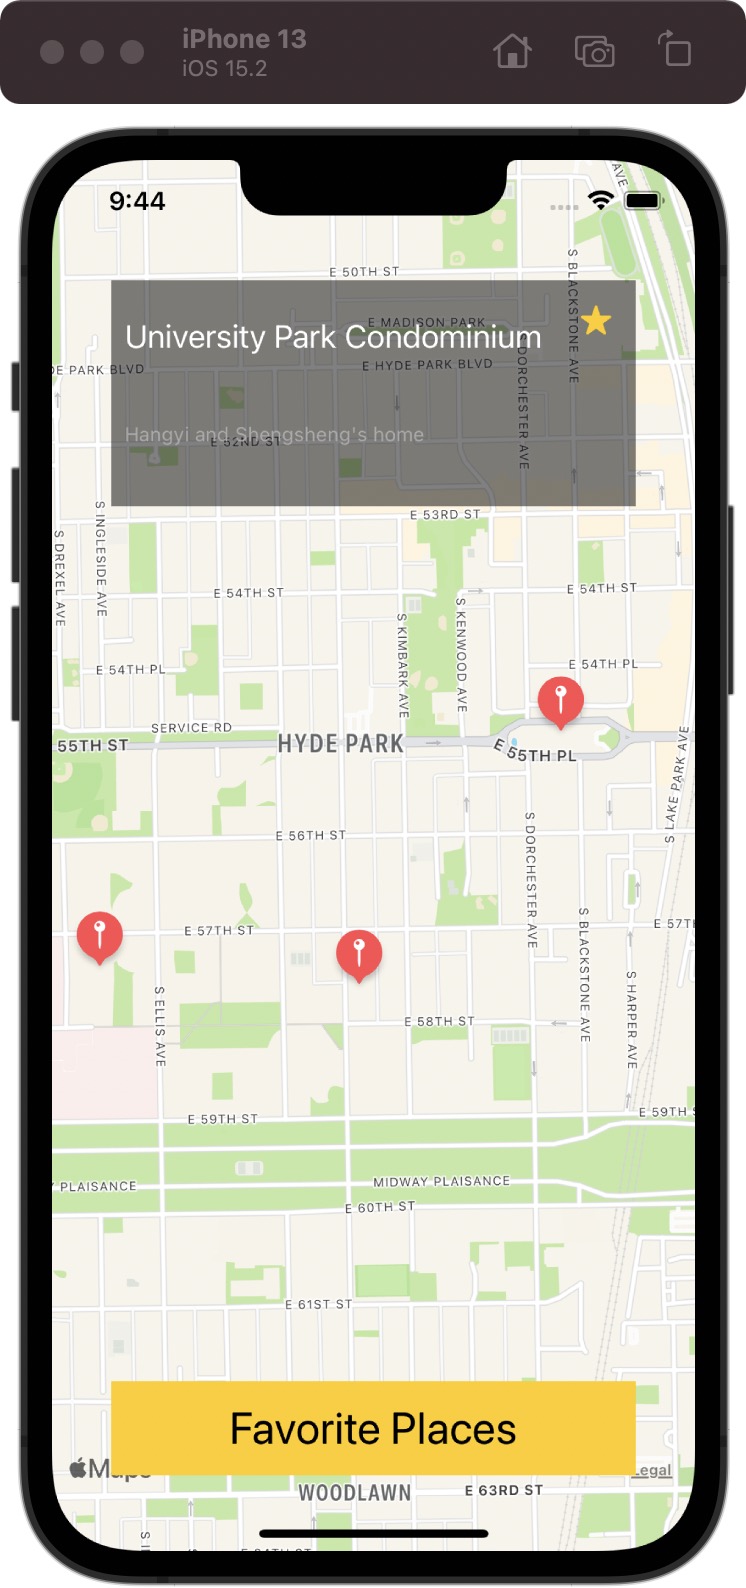 iPhone 13
iOS 15.2
9:44
AVE
E 50TH ST
S BLACKSTONE AVE
E MADISON PARK
University Park Condominium
DE PARK BLVD
E HYDE PARK BLVD
DORCHESTER AVE
Hangyi and Shengsheng's home
E 52ND ST
E 53RD ST
S DREXEL AVE
S INGLESIDE AVE
E 54TH ST
E 54TH ST
S KIMBARK AVE
S KENWOOD AVE
E 54TH PL
E 54TH PL
SERVICE RD
55TH ST
HYDE PARK
E 55TH PL
S LAKE PARK AVE
E 56TH ST
S DORCHESTER AVE
E 57TH ST
E 57T
S BLACKSTONE AVE
S ELLIS AVE
S HARPER AVE
E 58TH ST
E 59TH ST
E 59TH S
PLAISANCE
MIDWAY PLAISANCE
E 60TH ST
E 61ST ST
Favorite Places
Maps
Legal
WOODLAWN
E 63RD ST